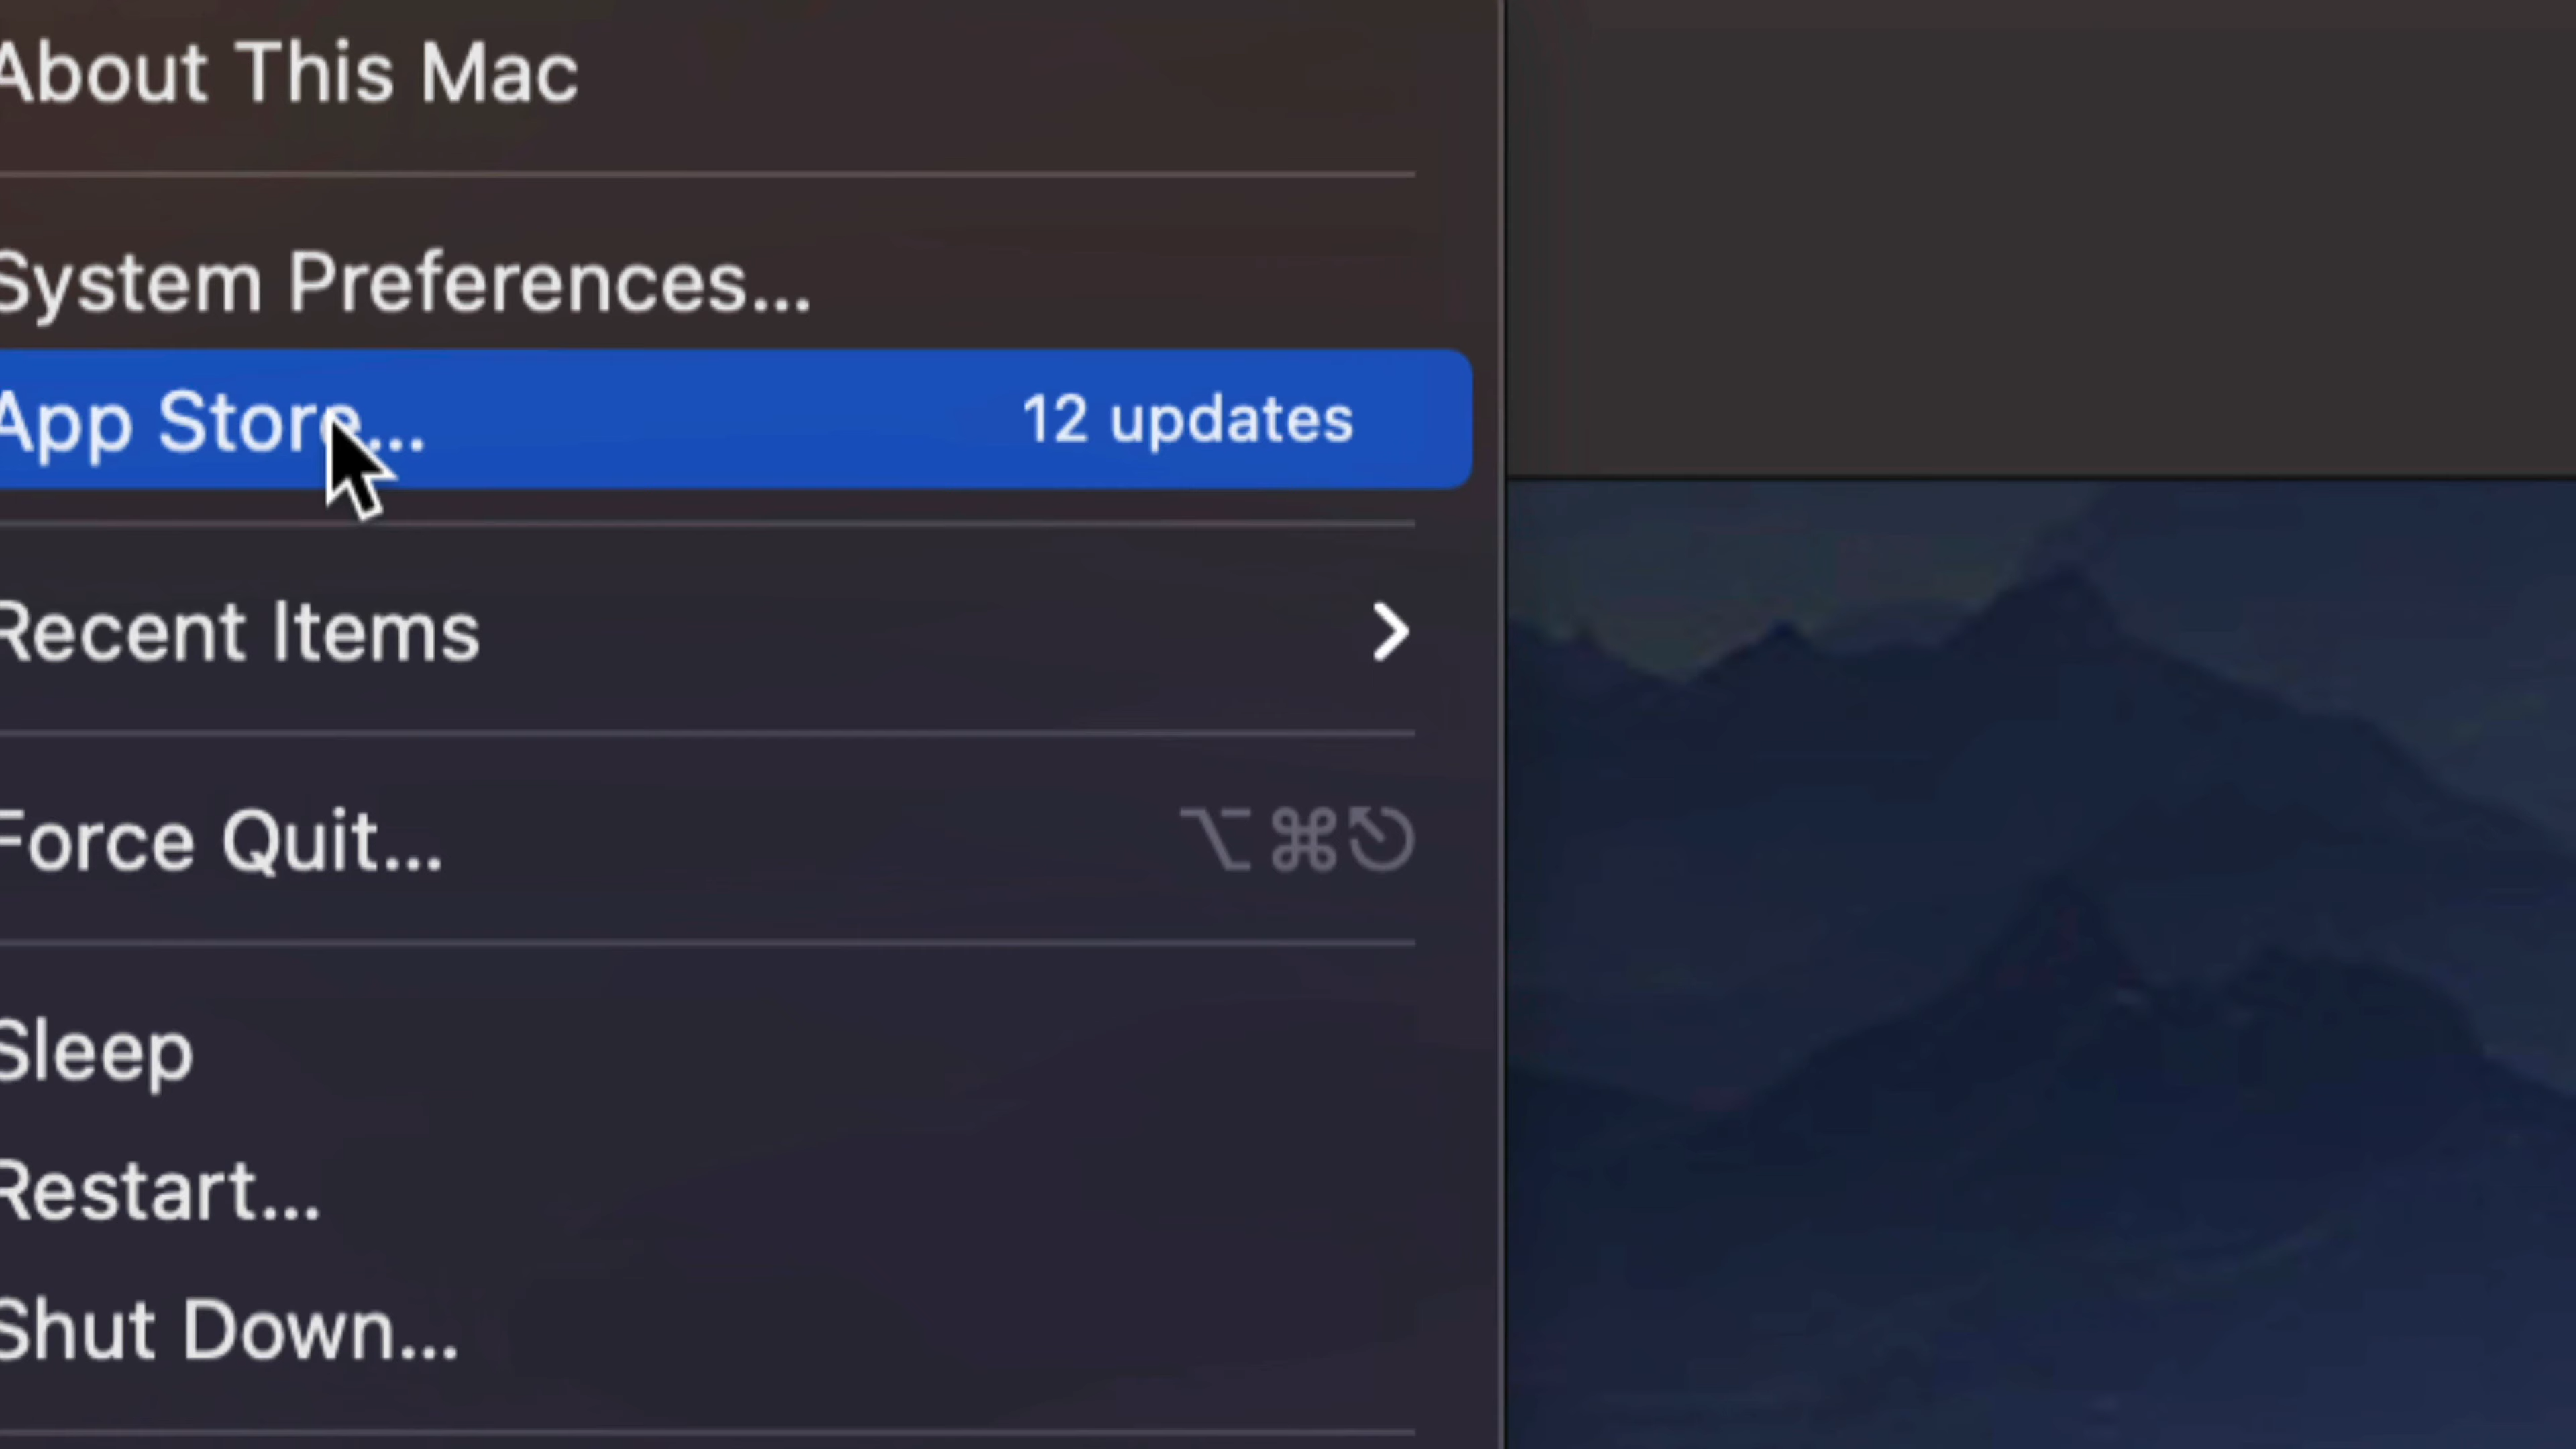 About This Mac
System Preferences...
App Store...
12 updates
Recent Items
Force Quit...
⌥⌘⎋
Sleep
Restart...
Shut Down...